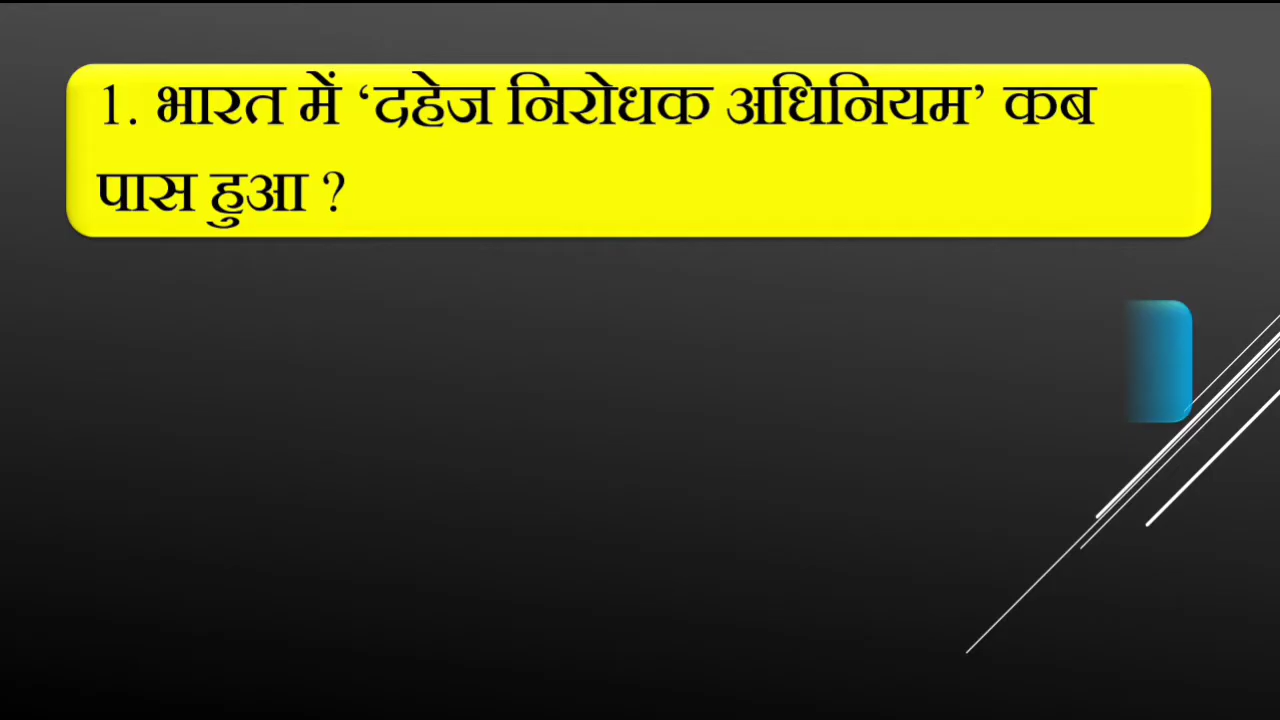 1. भारत में ‘दहेज निरोधक अधिनियम’ कब
पास हुआ ?